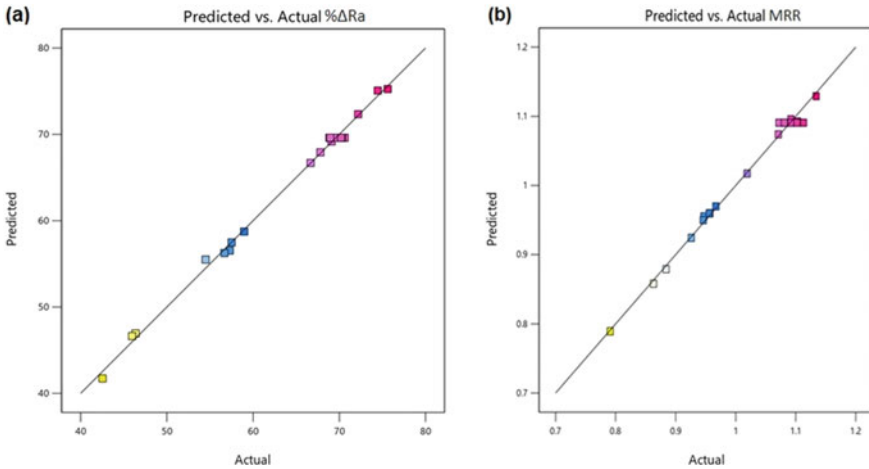 (a)
Predicted vs. Actual %ΔRa
80
70
60
50
40
Predicted
40 50 60 70 80
Actual
(b)
Predicted vs. Actual MRR
1.2
1.1
1
0.9
0.8
0.7
Predicted
0.7 0.8 0.9 1 1.1 1.2
Actual